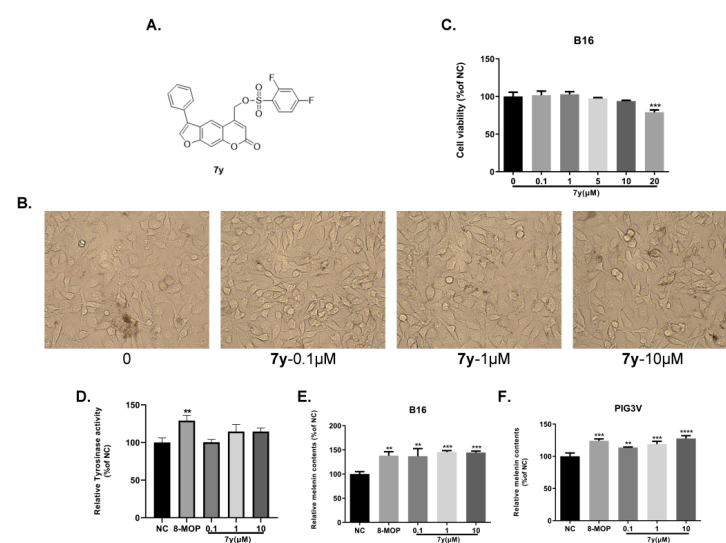 A.
F
O
O
S
O
F
O
O
O
7y
C.
B16
Cell viability (%of NC)
150
100
50
0
***
0 0.1 1 5 10 20
7y(μM)
B.
0
7y-0.1μM
7y-1μM
7y-10μM
D.
Relative Tyrosinase activity
(%of NC)
150
100
50
0
**
NC 8-MOP 0.1 1 10
7y(μM)
E.
B16
Relative melenin contents (%of NC)
200
150
100
50
0
** ** *** ***
NC 8-MOP 0.1 1 10
7y(μM)
F.
PIG3V
Relative melenin contents
(%of NC)
150
100
50
0
*** ** *** ****
NC 8-MOP 0.1 1 10
7y(μM)